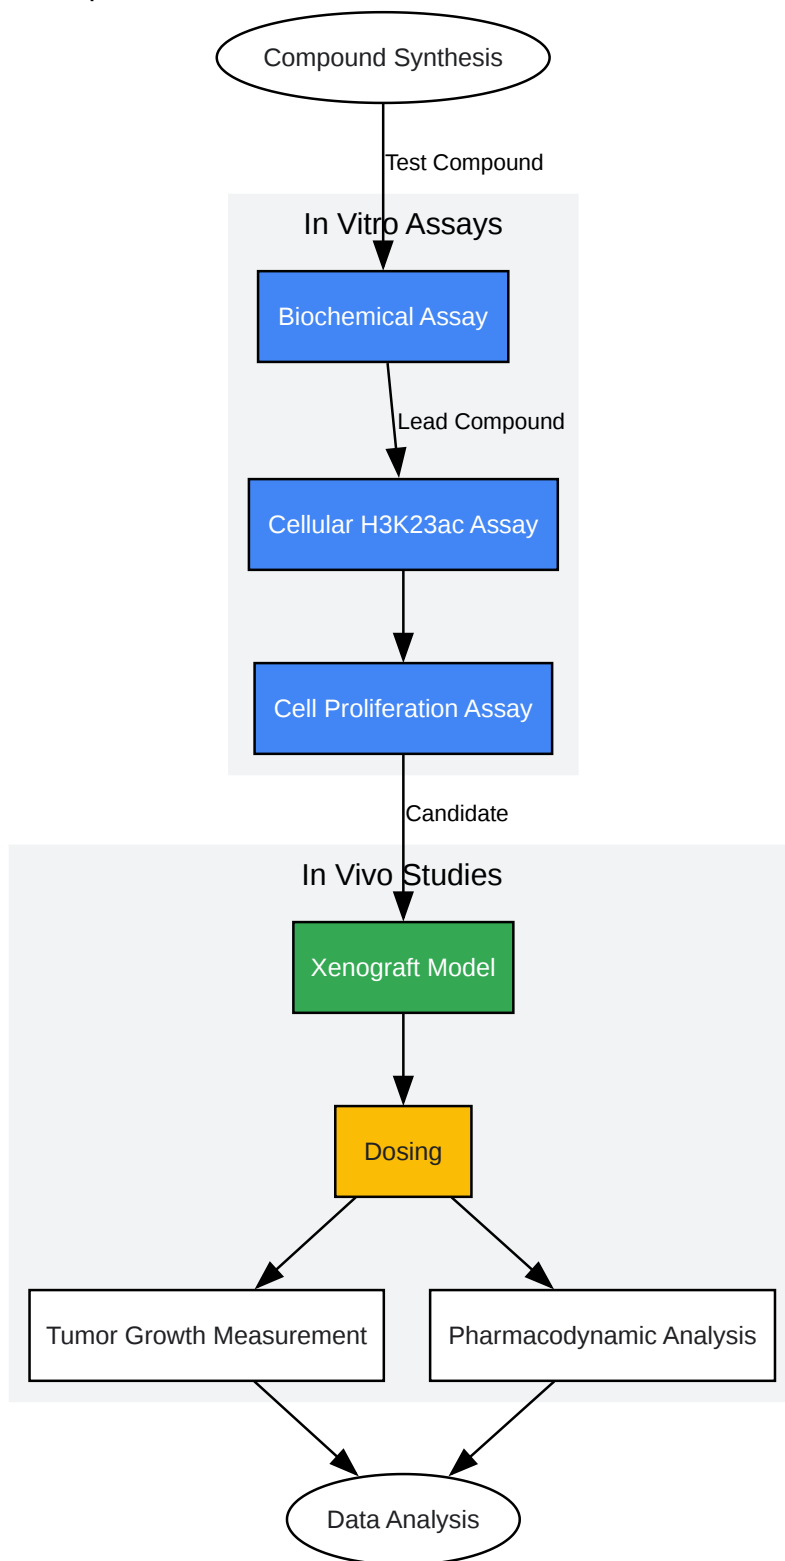 Compound Synthesis
Test Compound
In Vitro Assays
Biochemical Assay
Lead Compound
Cellular H3K23ac Assay
Cell Proliferation Assay
Candidate
In Vivo Studies
Xenograft Model
Dosing
Tumor Growth Measurement
Pharmacodynamic Analysis
Data Analysis